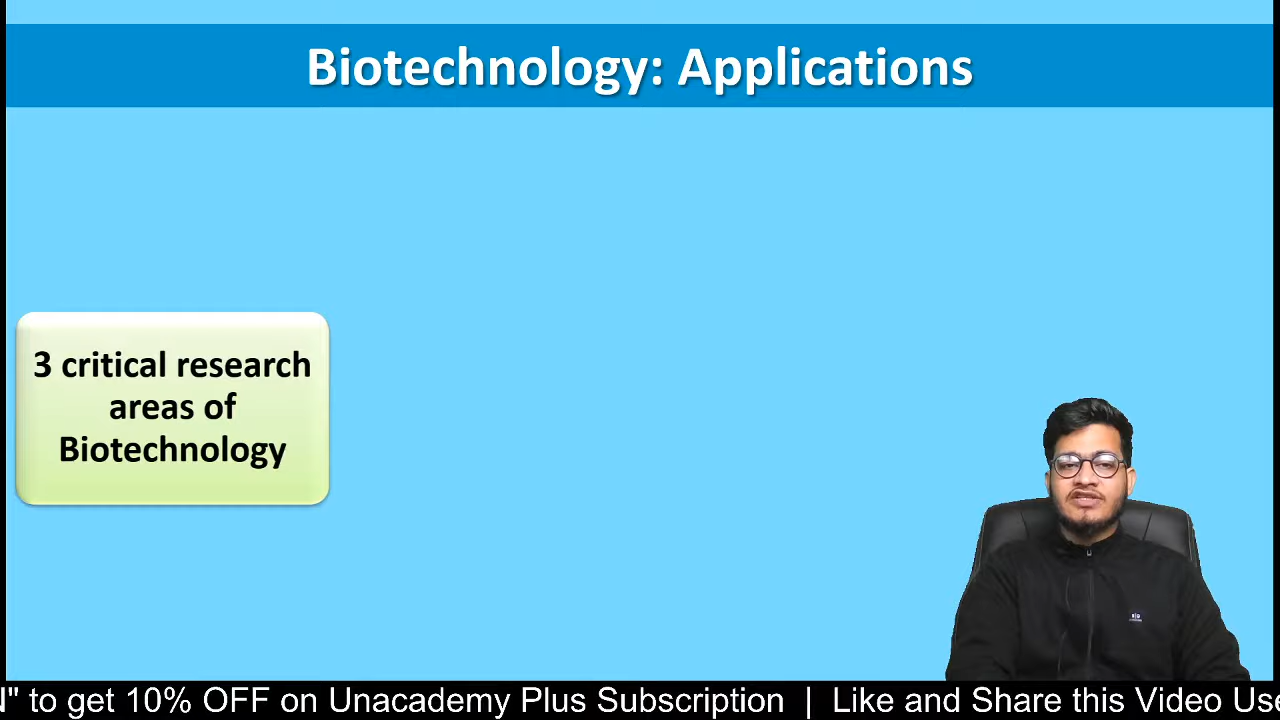 Biotechnology: Applications
3 critical research
areas of
Biotechnology
" to get 10% OFF on Unacademy Plus Subscription | Like and Share this Video